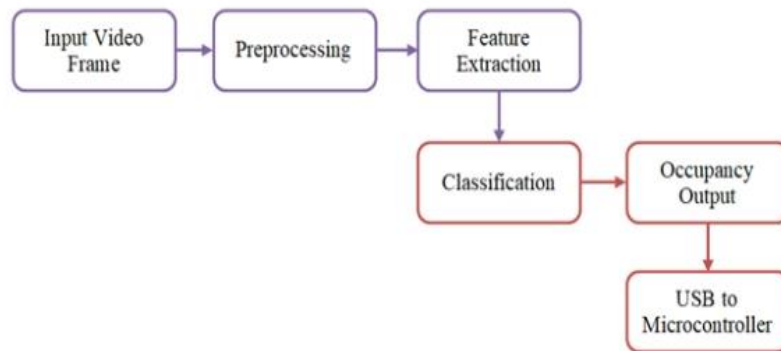 Input Video
Frame
Preprocessing
Feature
Extraction
Classification
Occupancy
Output
USB to
Microcontroller